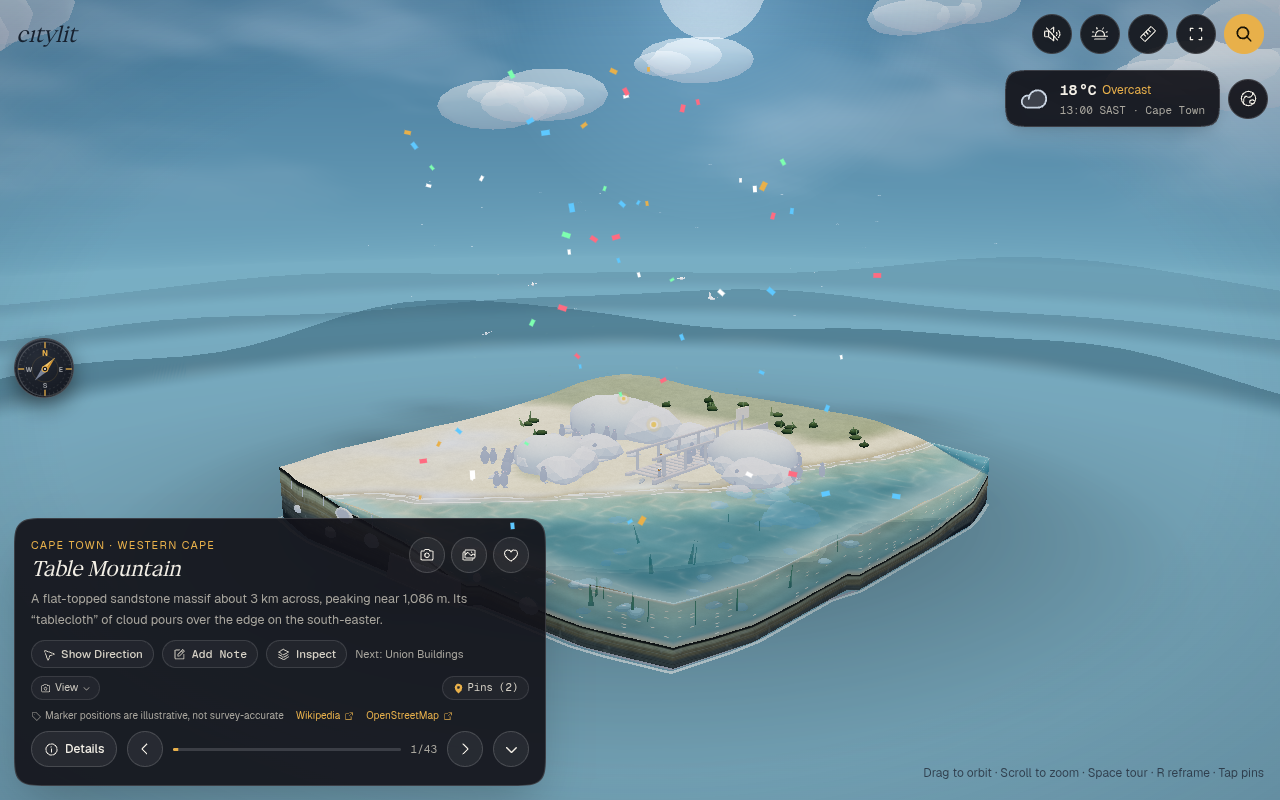 cıtylit
18°C Overcast
13:00 SAST · Cape Town
N
W E
S
CAPE TOWN · WESTERN CAPE
Table Mountain
A flat-topped sandstone massif about 3 km across, peaking near 1,086 m. Its
“tablecloth” of cloud pours over the edge on the south-easter.
Show Direction Add Note Inspect Next: Union Buildings
View Pins (2)
Marker positions are illustrative, not survey-accurate Wikipedia OpenStreetMap
Details 1/43
Drag to orbit · Scroll to zoom · Space tour · R reframe · Tap pins